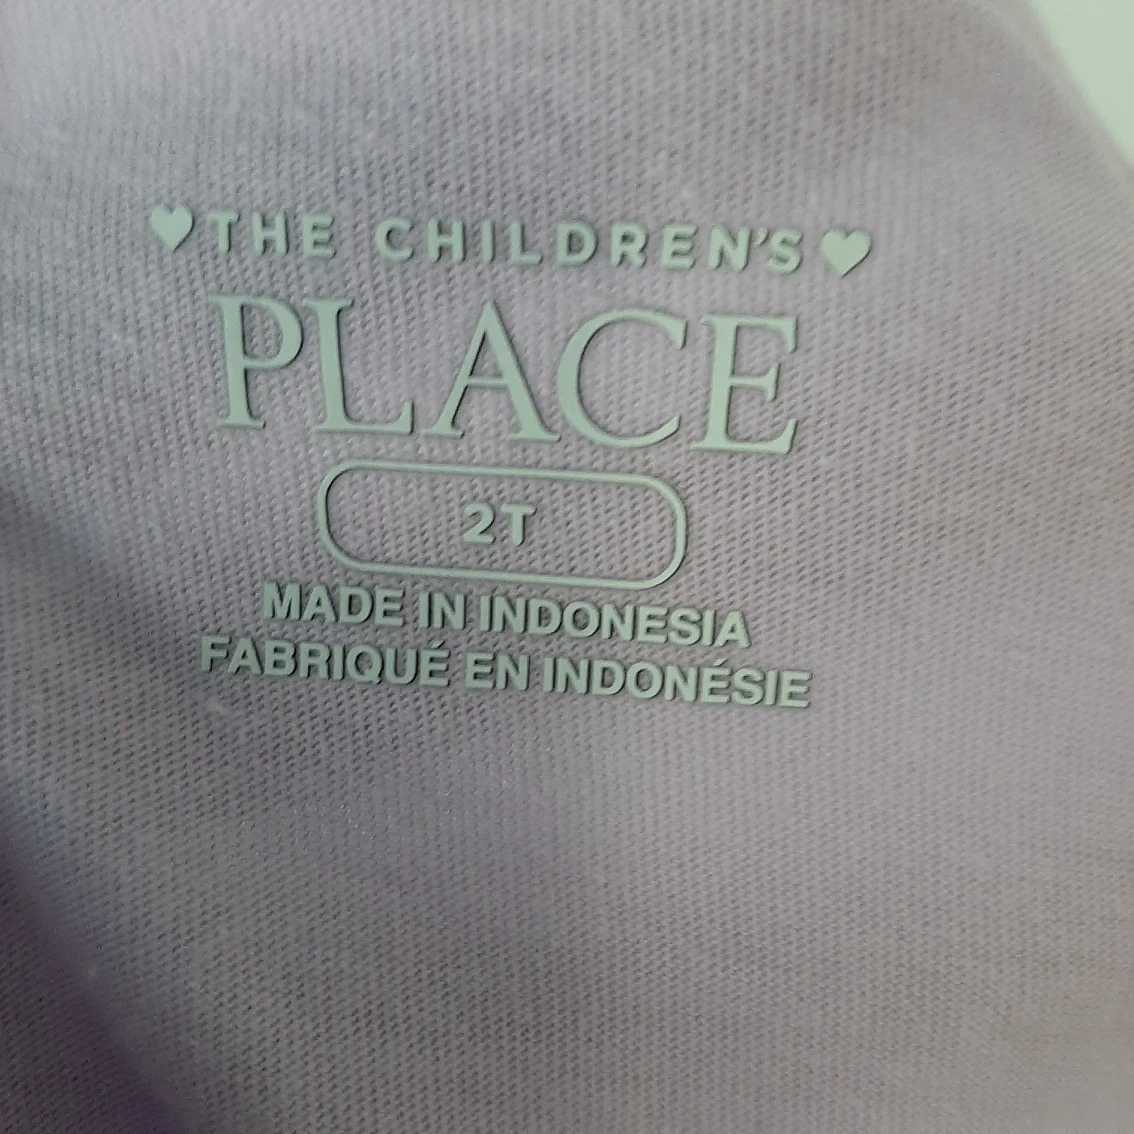 THE CHILDREN'S
PLACE
2T
MADE IN INDONESIA
FABRIQUÉ EN INDONÉSIE